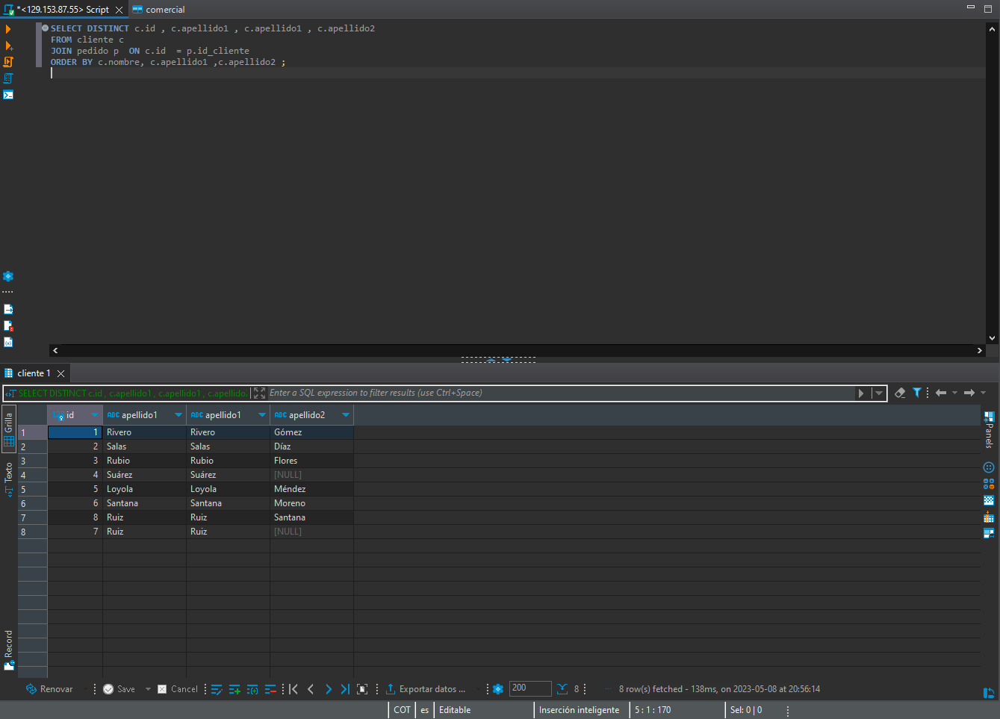 *<129.153.87.55> Script
comercial
SELECT DISTINCT c.id , c.apellido1 , c.apellido1 , c.apellido2
FROM cliente c
JOIN pedido p  ON c.id  = p.id_cliente
ORDER BY c.nombre, c.apellido1 ,c.apellido2 ;
cliente 1
SELECT DISTINCT c.id , c.apellido1 , c.apellido1 , c.apellido
Enter a SQL expression to filter results (use Ctrl+Space)
Grilla
Texto
Record
Panels
id ABC apellido1 ABC apellido1 ABC apellido2
1 1 Rivero Rivero Gómez
2 2 Salas Salas Díaz
3 3 Rubio Rubio Flores
4 4 Suárez Suárez [NULL]
5 5 Loyola Loyola Méndez
6 6 Santana Santana Moreno
7 8 Ruiz Ruiz Santana
8 7 Ruiz Ruiz [NULL]
Renovar Save Cancel Exportar datos ... 200 8 8 row(s) fetched - 138ms, on 2023-05-08 at 20:56:14
COT es Editable Inserción inteligente 5 : 1 : 170 Sel: 0 | 0